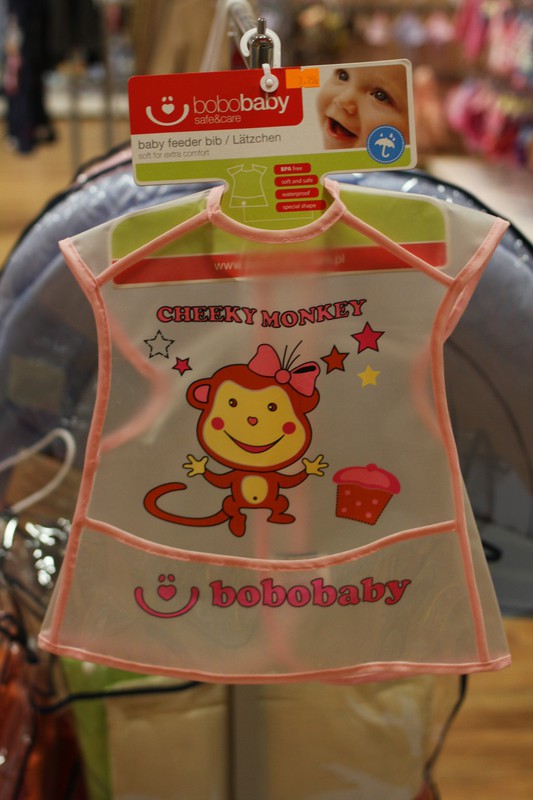 bobobaby
safe&care
baby feeder bib / Lätzchen
soft for extra comfort
BPA free
soft and safe
waterproof
special shape
CHEEKY MONKEY
bobobaby